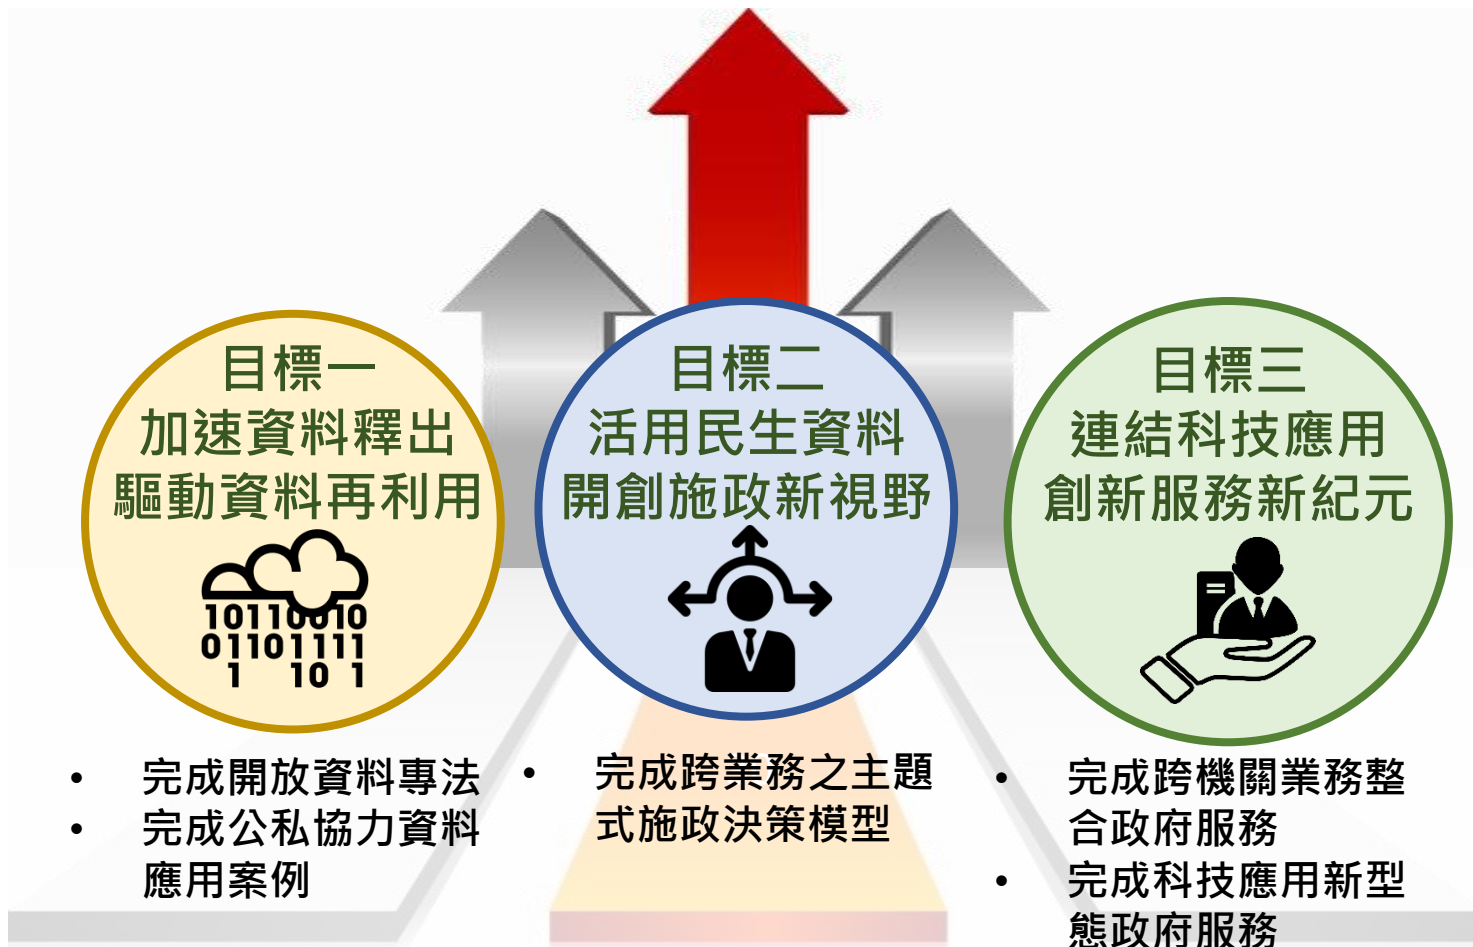 目標一
加速資料釋出
驅動資料再利用
10110010
01101111
1 10 1
• 完成開放資料專法
• 完成公私協力資料
應用案例
目標二
活用民生資料
開創施政新視野
• 完成跨業務之主題
式施政決策模型
目標三
連結科技應用
創新服務新紀元
• 完成跨機關業務整
合政府服務
• 完成科技應用新型
態政府服務